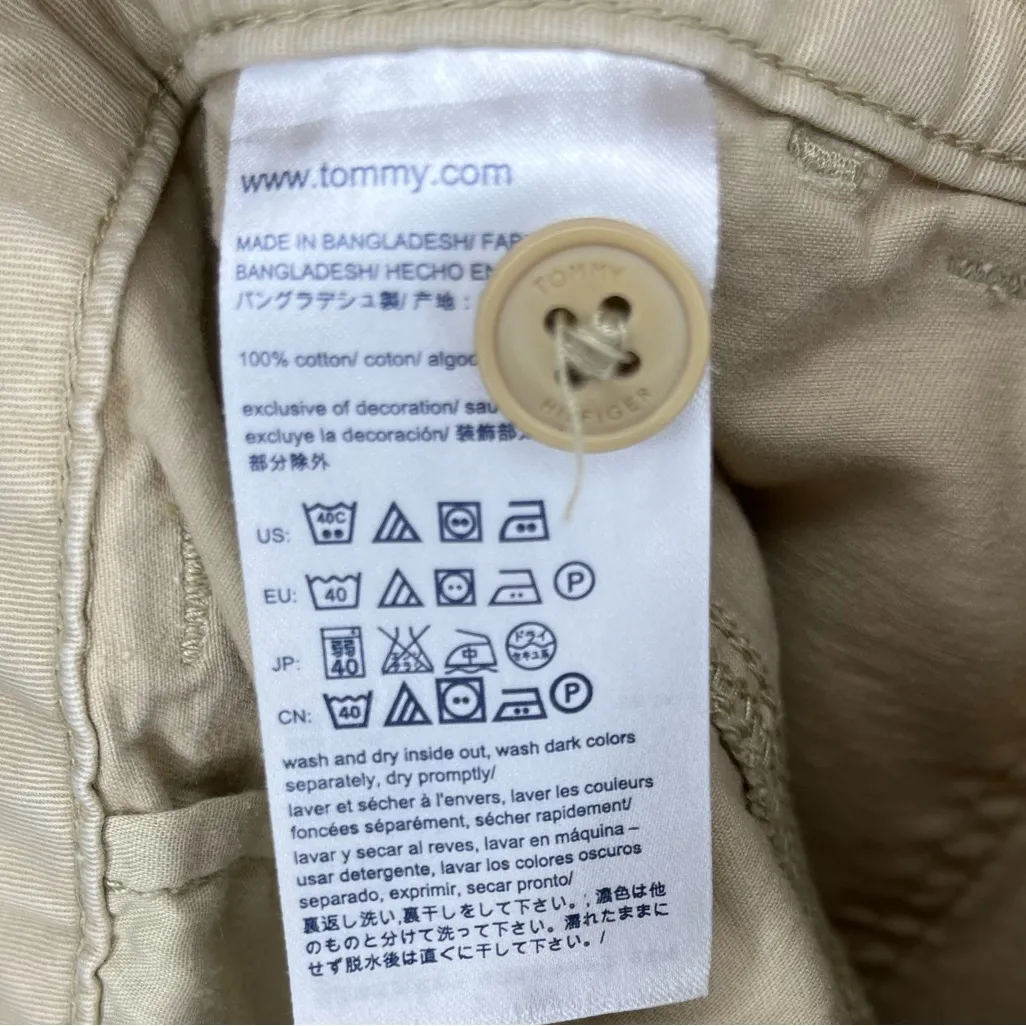 www.tommy.com
MADE IN BANGLADESH/
BANGLADESH/ HECHO EN
バングラデシュ製/ 产地 :
TOMMY
HILFIGER
100% cotton/ coton/
exclusive of decoration/
excluye la decoración/ 装飾部
部分除外
US: 40C
EU: 40 P
JP: 弱 40 エンソサラシ 中 ドライ セキユ系
CN: 40 P
wash and dry inside out, wash dark colors
separately, dry promptly/
laver et sécher à l'envers, laver les couleurs
foncées séparément, sécher rapidement/
lavar y secar al reves, lavar en máquina –
usar detergente, lavar los colores oscuros
separado, exprimir, secar pronto/
裏返し洗い,裏干しをして下さい。; 濃色は他
のものと分けて洗って下さい。濡れたままに
せず脱水後は直ぐに干して下さい。/